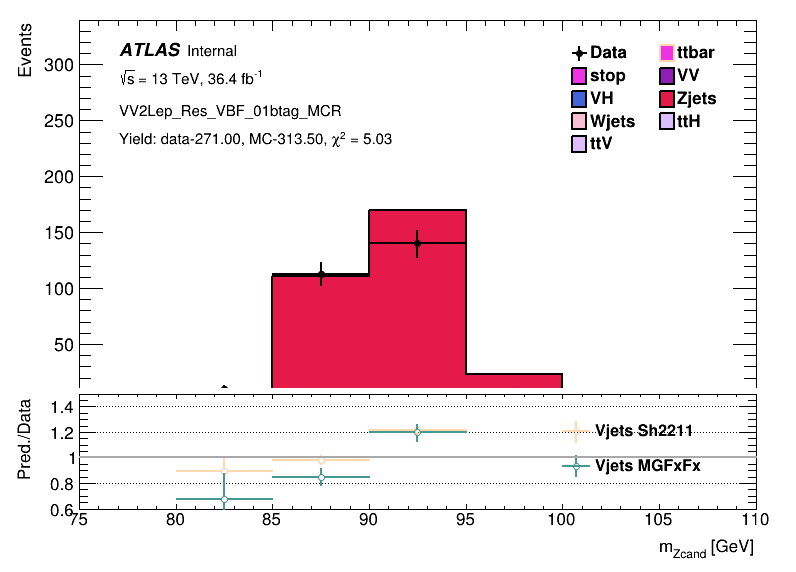 Events
300
250
200
150
100
50
ATLAS Internal
√s = 13 TeV, 36.4 fb⁻¹
VV2Lep_Res_VBF_01btag_MCR
Yield: data-271.00, MC-313.50, χ² = 5.03
Data ttbar
stop VV
VH Zjets
Wjets ttH
ttV
Pred./Data
1.4
1.2
1
0.8
0.6
Vjets Sh2211
Vjets MGFxFx
75 80 85 90 95 100 105 110
m_Zcand [GeV]